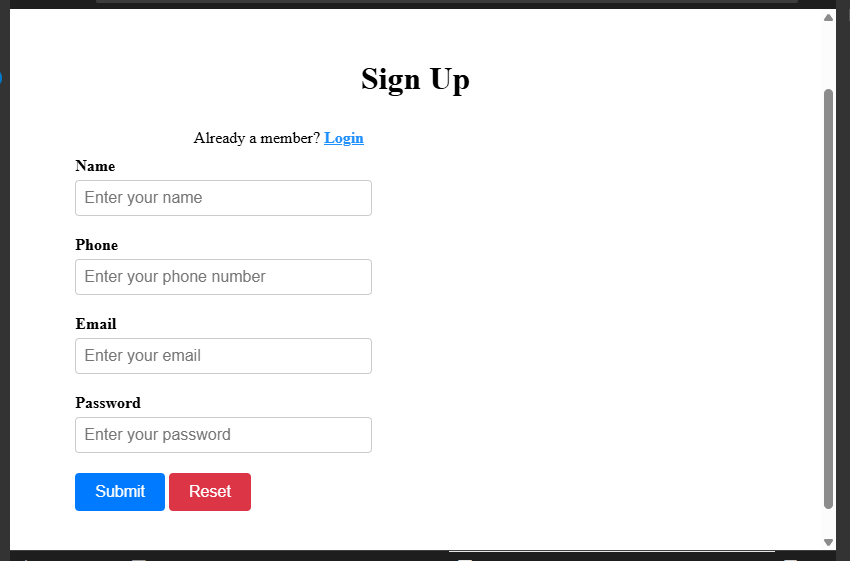 Sign Up
Already a member? Login
Name
Enter your name
Phone
Enter your phone number
Email
Enter your email
Password
Enter your password
Submit Reset